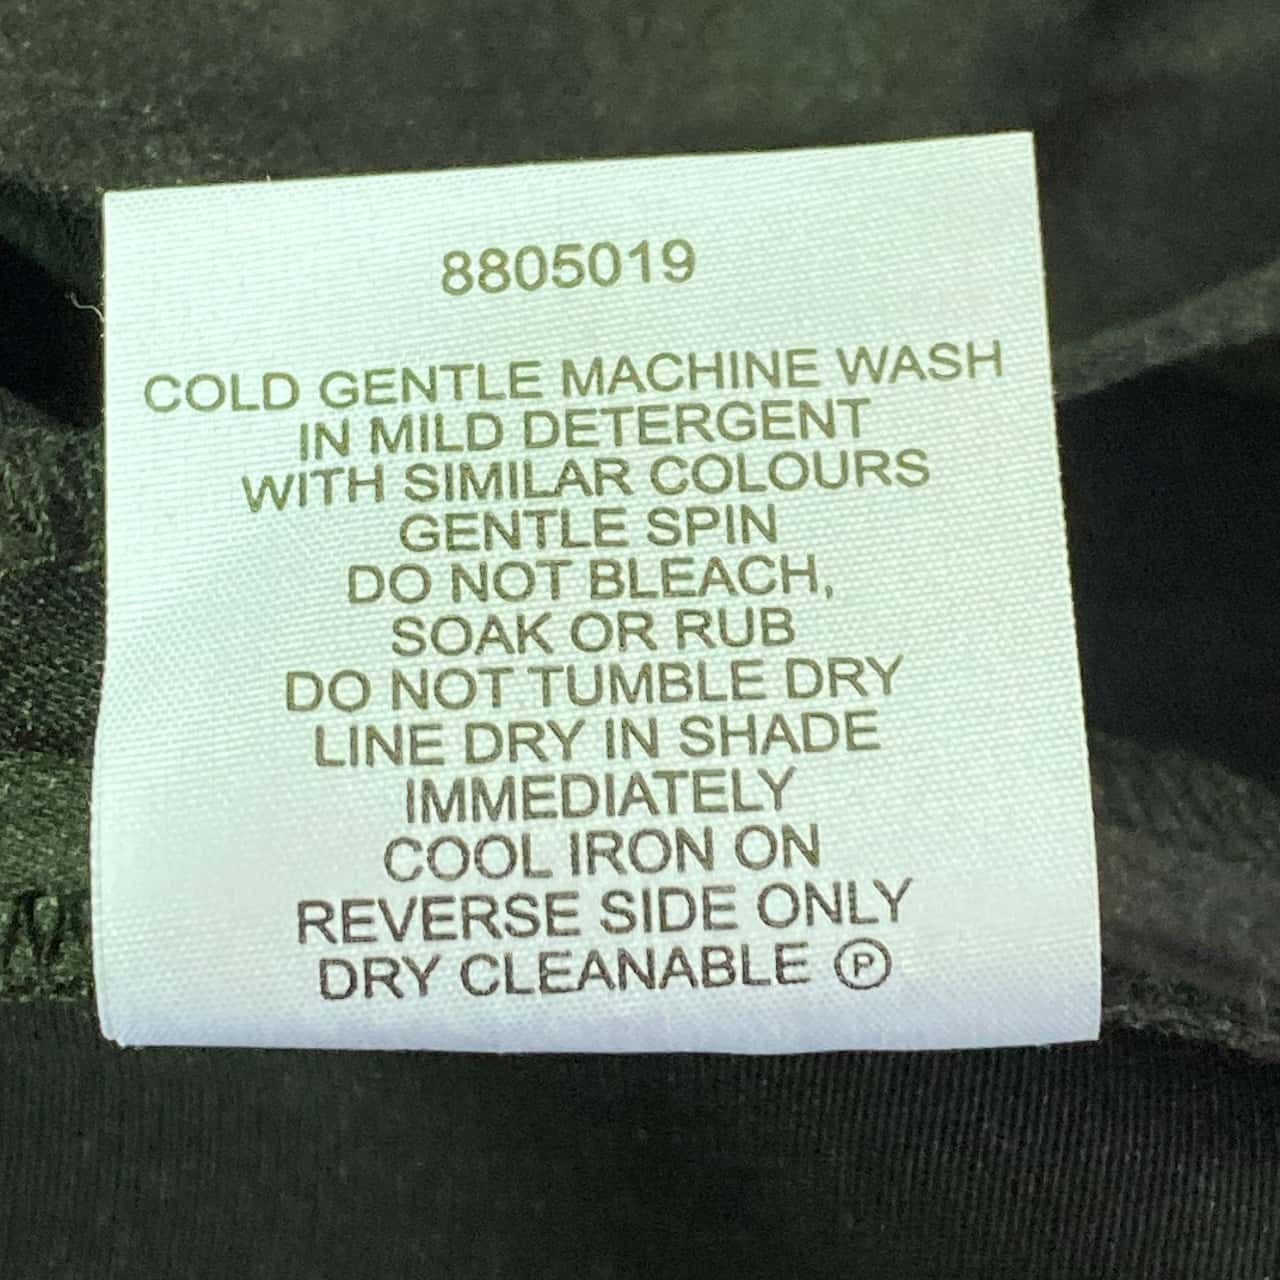 8805019
COLD GENTLE MACHINE WASH
IN MILD DETERGENT
WITH SIMILAR COLOURS
GENTLE SPIN
DO NOT BLEACH,
SOAK OR RUB
DO NOT TUMBLE DRY
LINE DRY IN SHADE
IMMEDIATELY
COOL IRON ON
REVERSE SIDE ONLY
DRY CLEANABLE Ⓟ